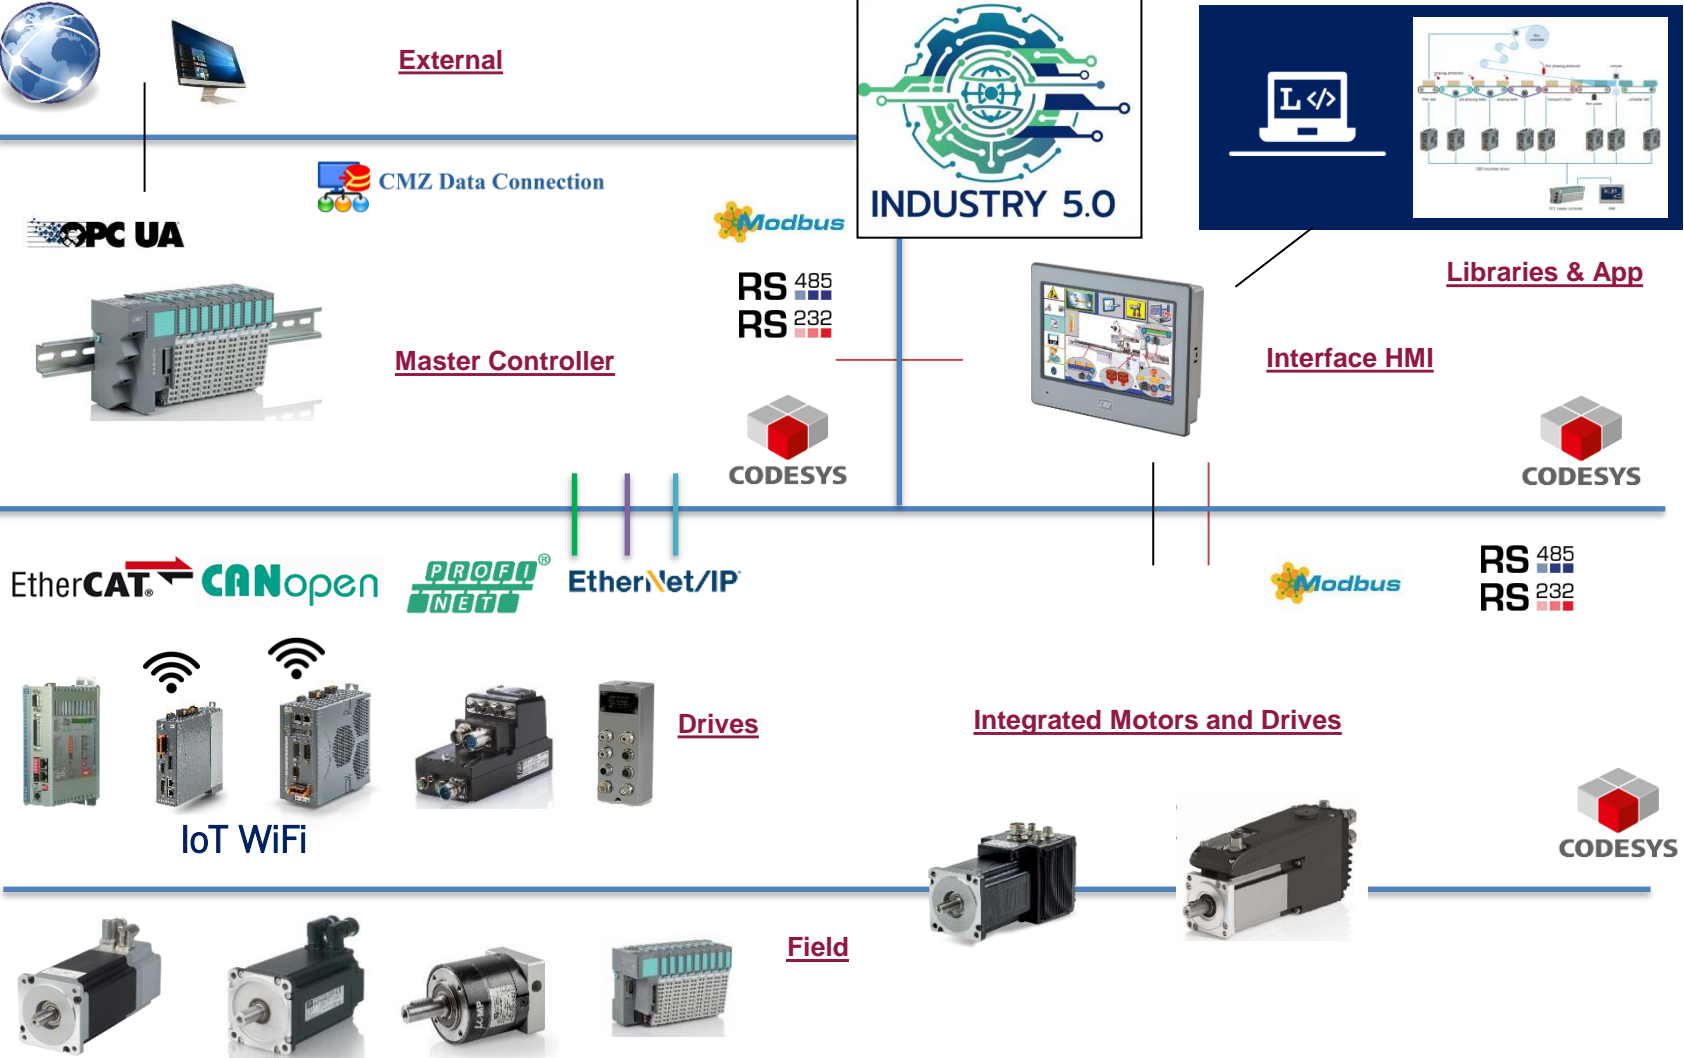 External
INDUSTRY 5.0
L </>
CMZ Data Connection
OPC UA
Modbus
RS 485
RS 232
Libraries & App
Master Controller
Interface HMI
CODESYS
CODESYS
EtherCAT®
CANopen
PROFI®
NET
EtherNet/IP
Modbus
RS 485
RS 232
Drives
Integrated Motors and Drives
IoT WiFi
CODESYS
Field